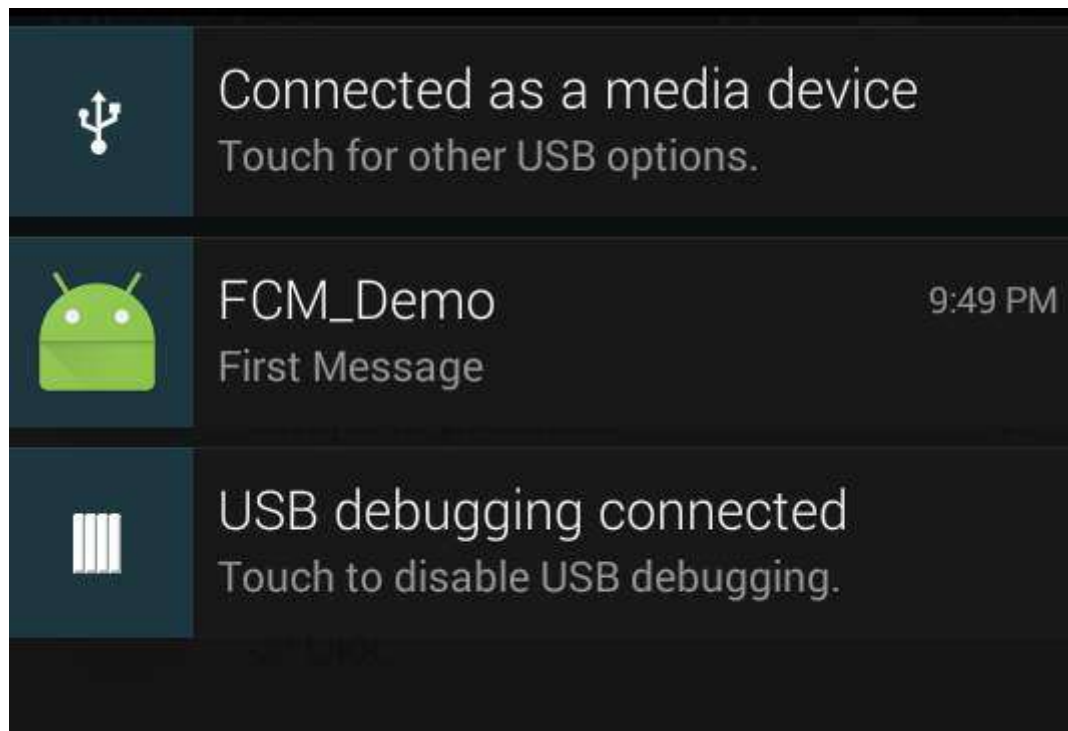 Connected as a media device
Touch for other USB options.
FCM_Demo 9:49 PM
First Message
USB debugging connected
Touch to disable USB debugging.